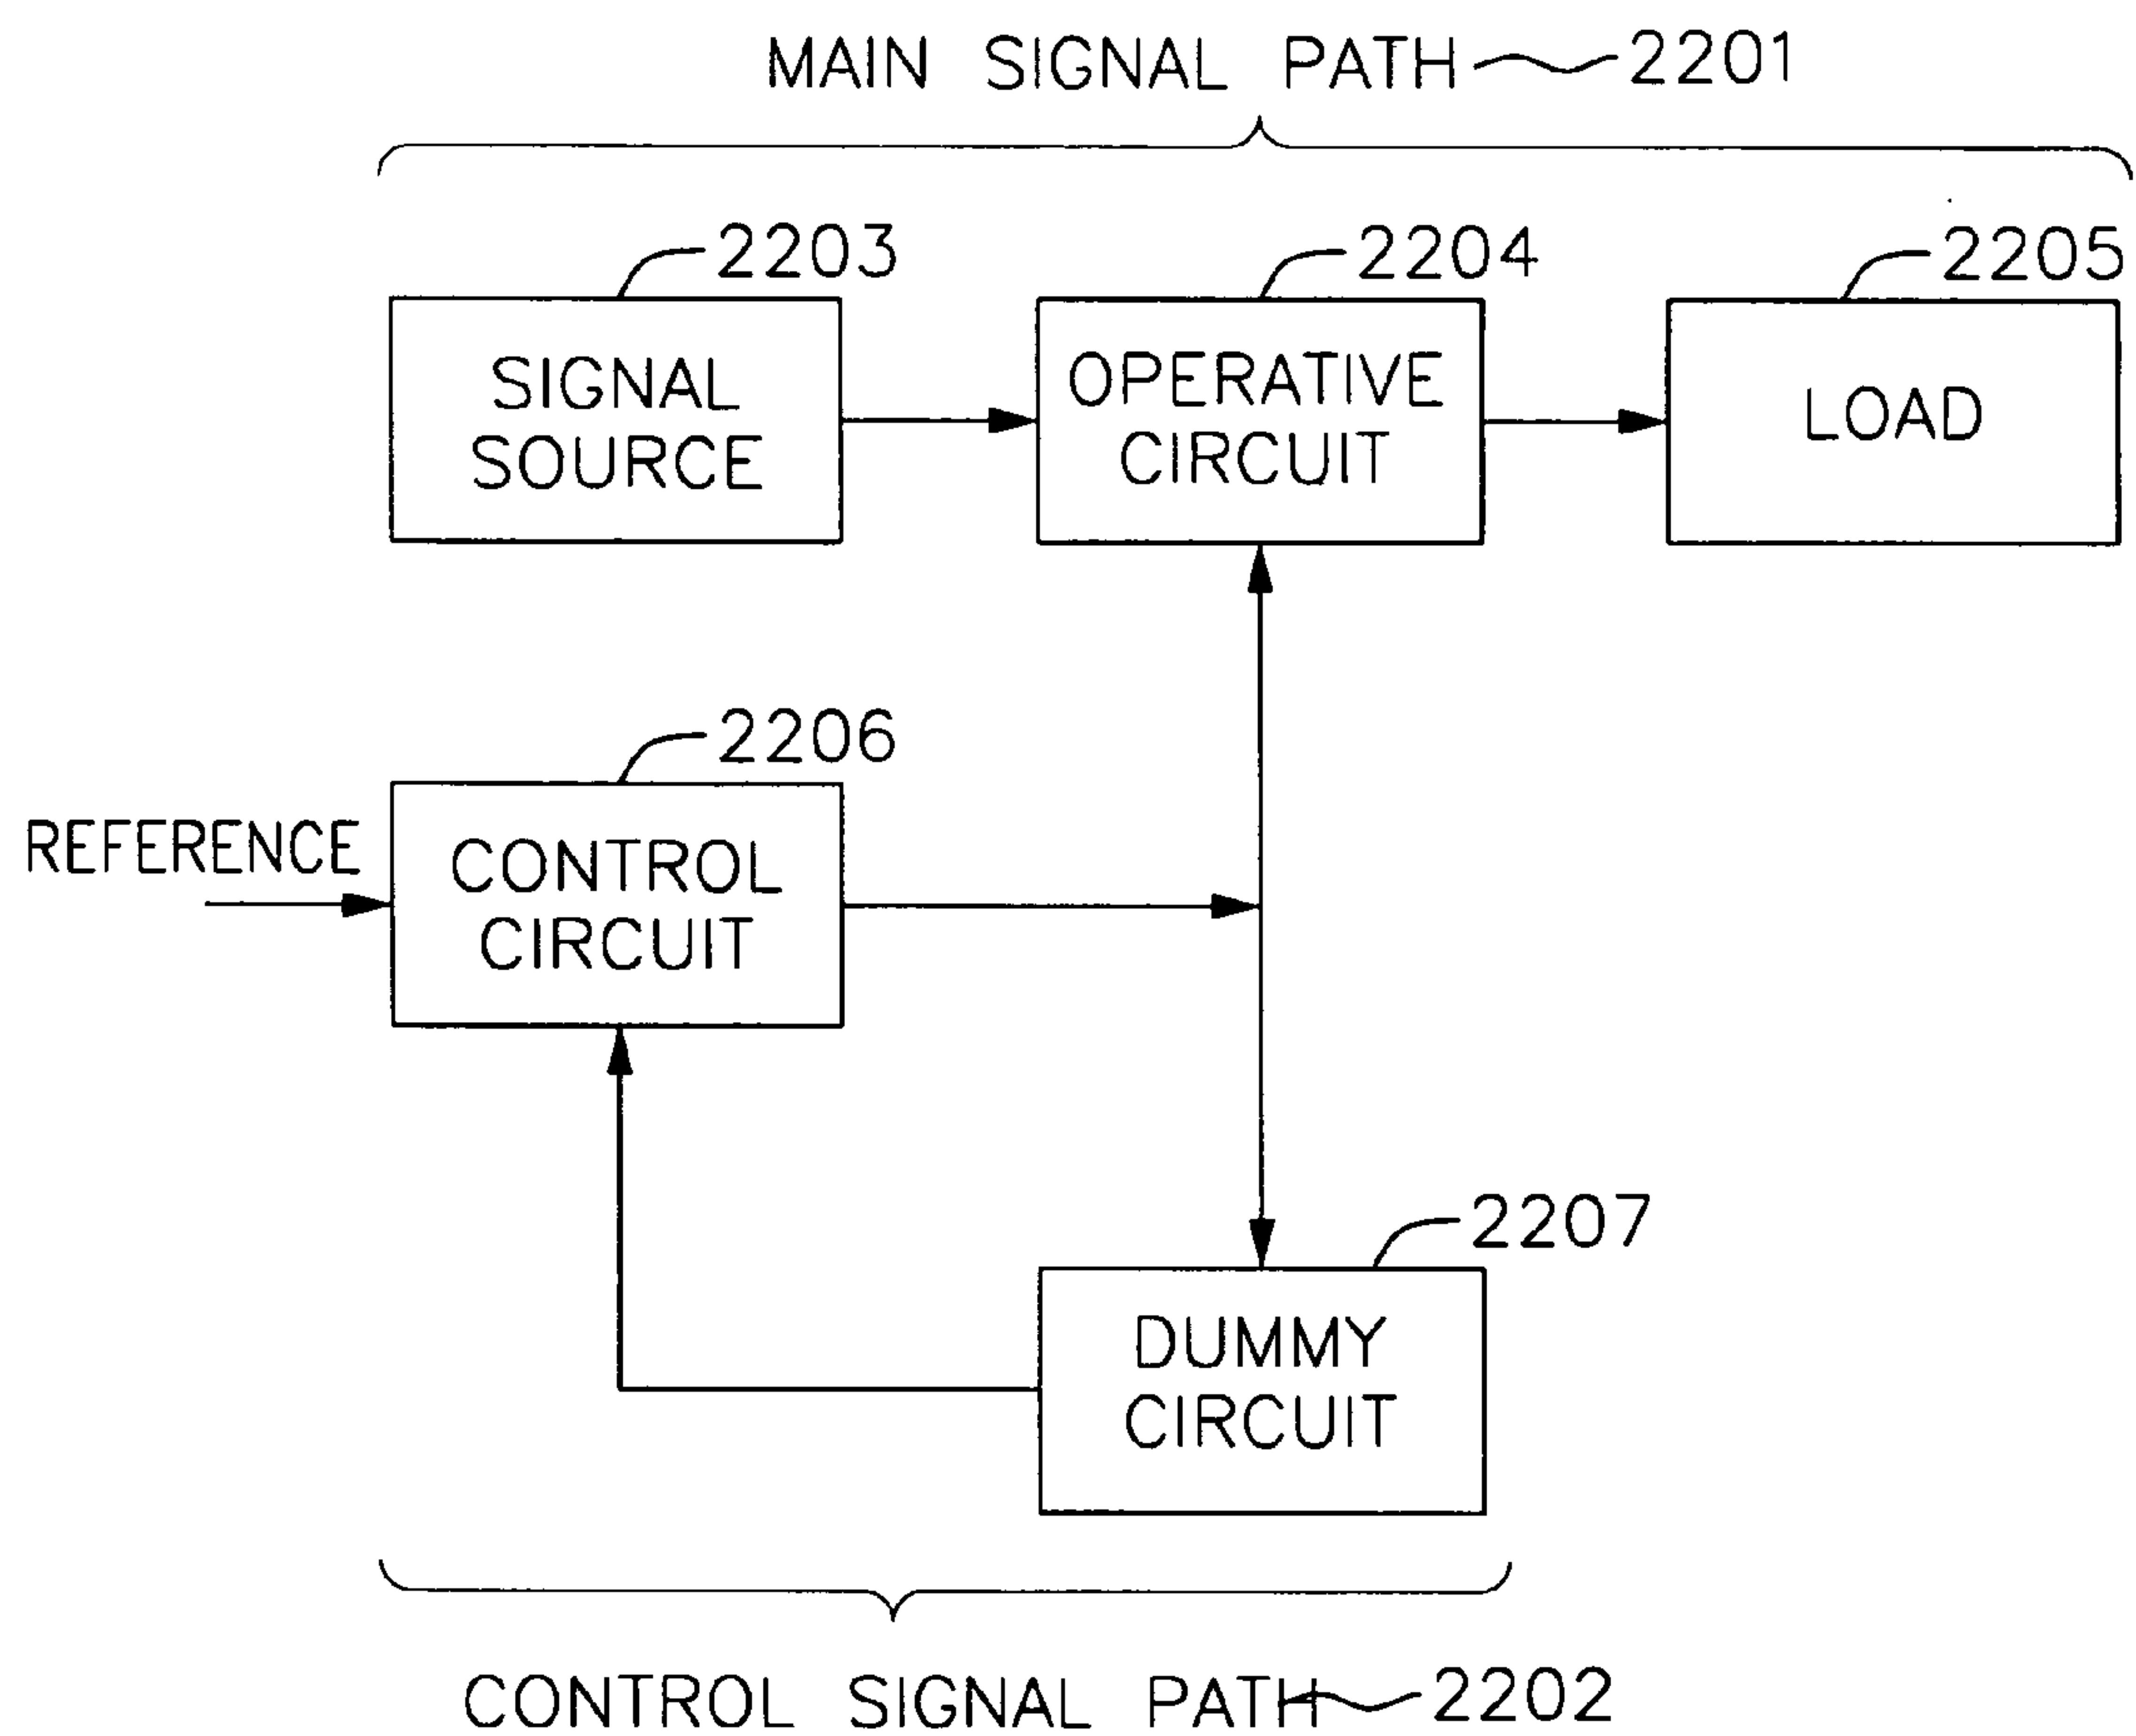 MAIN SIGNAL PATH 2201
2203
2204
2205
SIGNAL
SOURCE
OPERATIVE
CIRCUIT
LOAD
2206
REFERENCE
CONTROL
CIRCUIT
2207
DUMMY
CIRCUIT
CONTROL SIGNAL PATH 2202